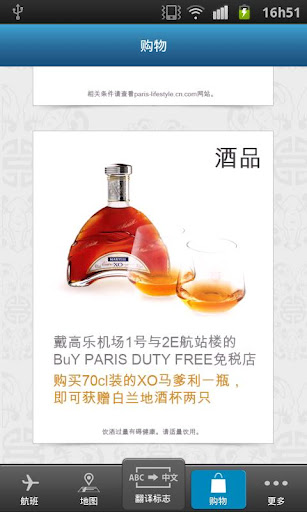 16h51
购物
相关条件请查看paris-lifestyle.cn.com网站。
酒品
XO
戴高乐机场1号与2E航站楼的
BuY PARIS DUTY FREE免税店
购买70cl装的XO马爹利一瓶，
即可获赠白兰地酒杯两只
饮酒过量有碍健康。请适量饮用。
ABC 中文
航班
地图
翻译标志
购物
更多